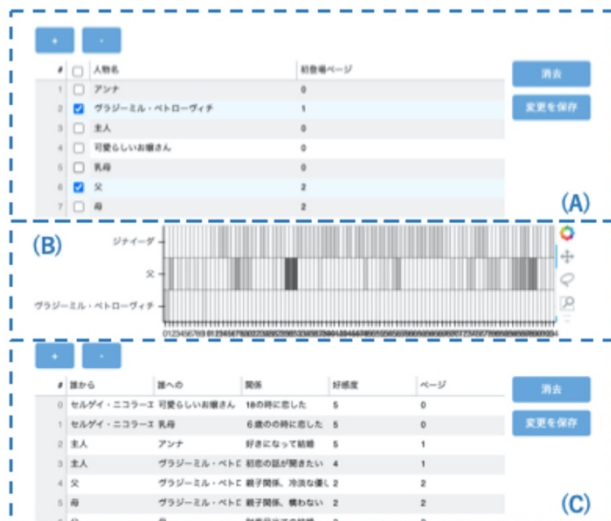 + -
# 人物名 初登場ページ
消去
1 アンナ 0
2 ヴラジーミル・ペトローヴィチ 1
変更を保存
3 主人 0
4 可愛らしいお嬢さん 0
5 乳母 0
6 父 2
7 母 2
(A)
(B)
ジナイーダ
父
ヴラジーミル・ペトローヴィチ
+ -
# 誰から 誰への 関係 好感度 ページ
消去
0 セルゲイ・ニコラーエ 可愛らしいお嬢さん 18の時に恋した 5 0
1 セルゲイ・ニコラーエ 乳母 6歳のの時に恋した 5 0
変更を保存
2 主人 アンナ 好きになって結婚 5 1
3 主人 ヴラジーミル・ペトロ 初恋の話が聞きたい 4 1
4 父 ヴラジーミル・ペトロ 親子関係、冷淡な優し 2 2
5 母 ヴラジーミル・ペトロ 親子関係、構わない 2 2
(C)